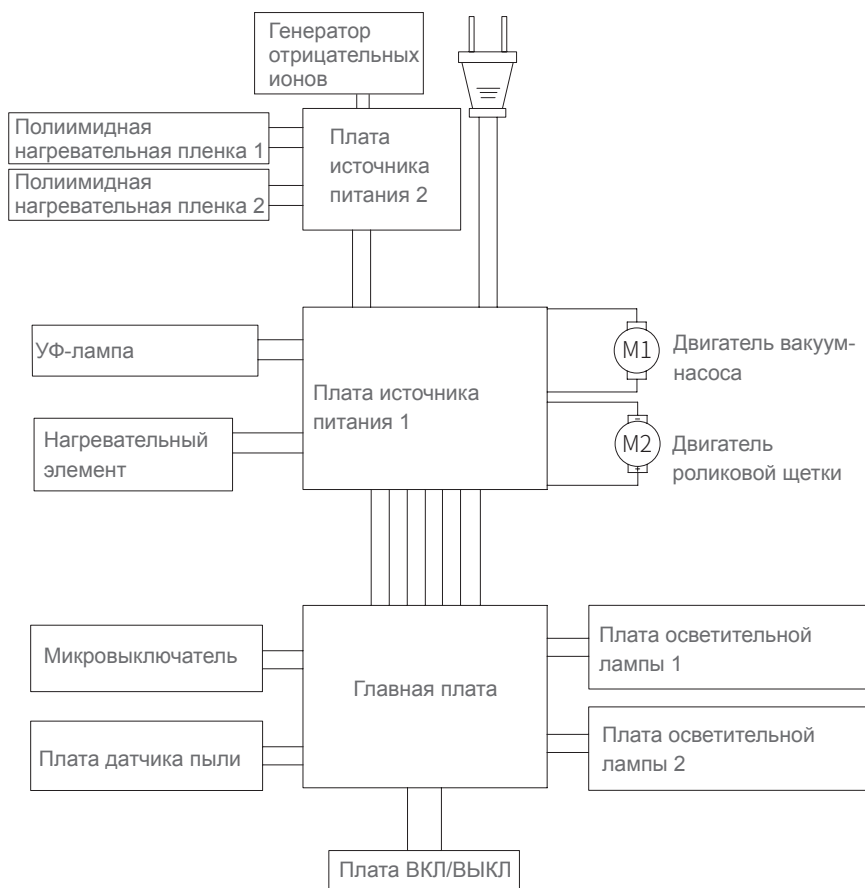 Генератор
отрицательных
ионов
Полиимидная
нагревательная пленка 1
Полиимидная
нагревательная пленка 2
Плата
источника
питания 2
УФ-лампа
Нагревательный
элемент
Плата источника
питания 1
M1
Двигатель вакуум-
насоса
–
M2
+
Двигатель
роликовой щетки
Микровыключатель
Плата датчика пыли
Главная плата
Плата осветительной
лампы 1
Плата осветительной
лампы 2
Плата ВКЛ/ВЫКЛ